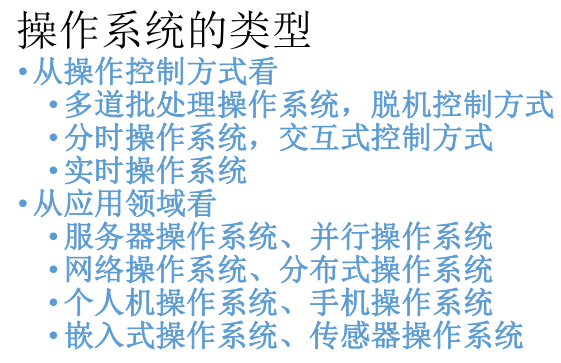 操作系统的类型
•从操作控制方式看
•多道批处理操作系统，脱机控制方式
•分时操作系统，交互式控制方式
•实时操作系统
•从应用领域看
•服务器操作系统、并行操作系统
•网络操作系统、分布式操作系统
•个人机操作系统、手机操作系统
•嵌入式操作系统、传感器操作系统